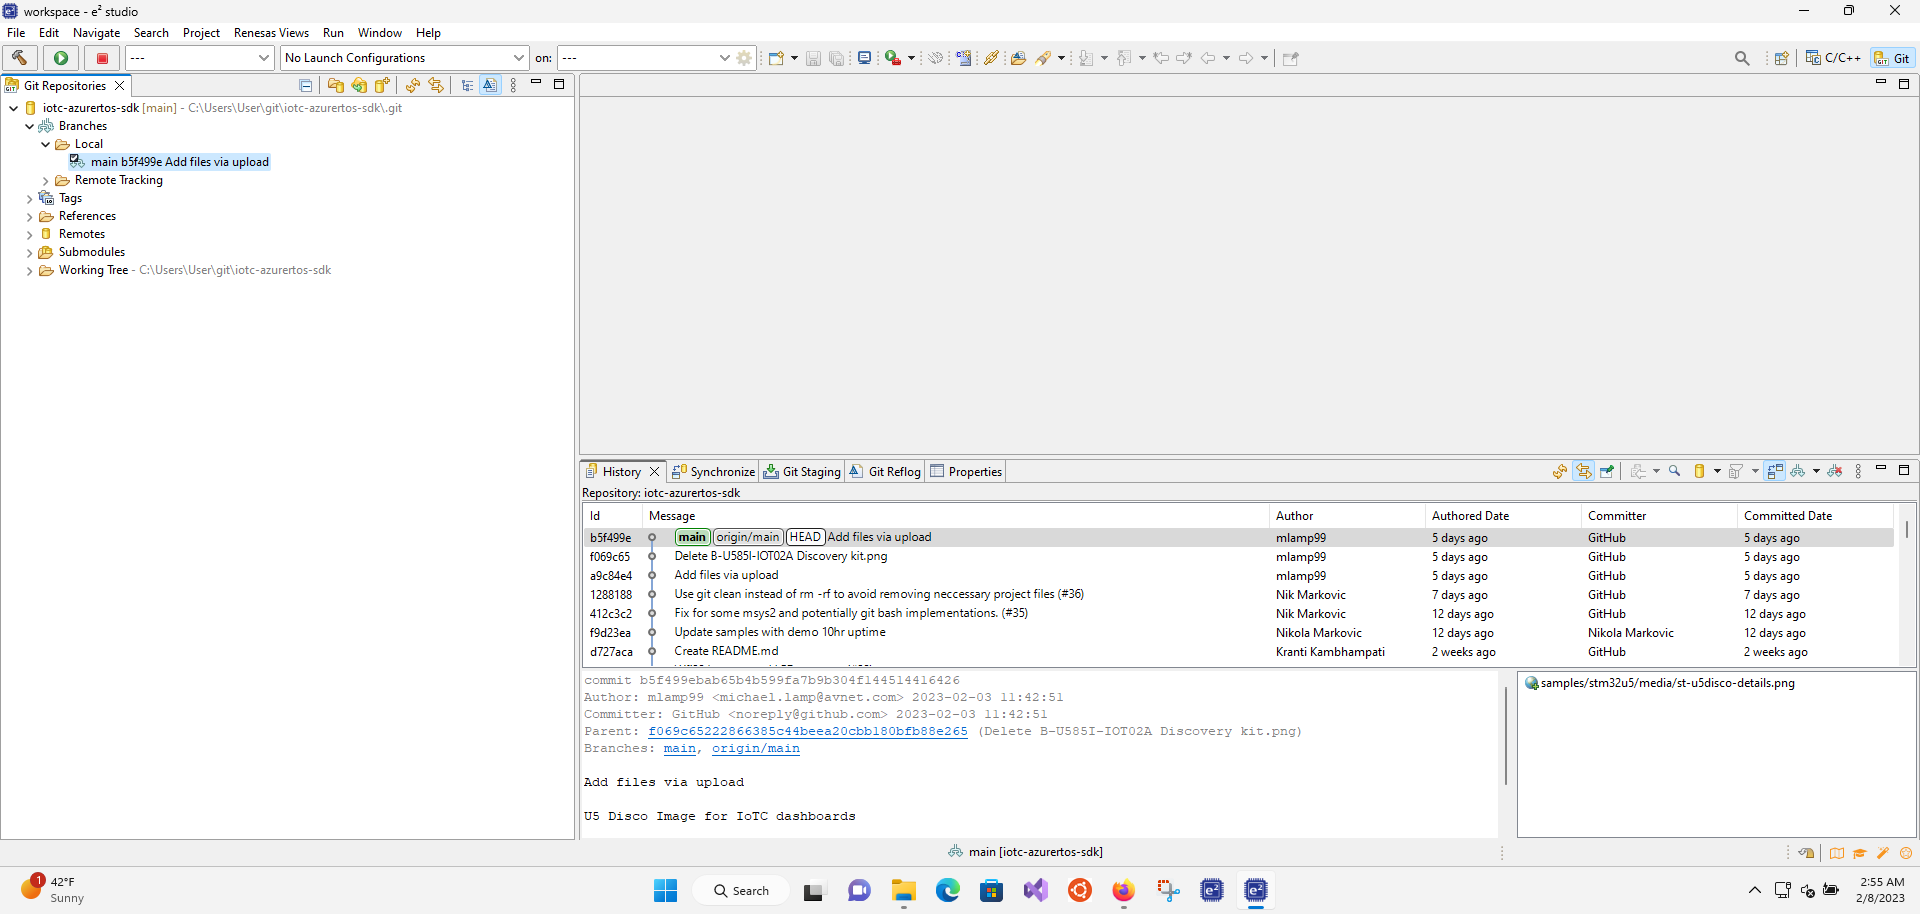 workspace - e² studio
File Edit Navigate Search Project Renesas Views Run Window Help
--- No Launch Configurations on: --- C/C++ Git
Git Repositories
iotc-azurertos-sdk [main] - C:\Users\User\git\iotc-azurertos-sdk\.git
Branches
Local
main b5f499e Add files via upload
Remote Tracking
Tags
References
Remotes
Submodules
Working Tree - C:\Users\User\git\iotc-azurertos-sdk
History Synchronize Git Staging Git Reflog Properties
Repository: iotc-azurertos-sdk
Id Message Author Authored Date Committer Committed Date
b5f499e main origin/main HEAD Add files via upload mlamp99 5 days ago GitHub 5 days ago
f069c65 Delete B-U585I-IOT02A Discovery kit.png mlamp99 5 days ago GitHub 5 days ago
a9c84e4 Add files via upload mlamp99 5 days ago GitHub 5 days ago
1288188 Use git clean instead of rm -rf to avoid removing neccessary project files (#36) Nik Markovic 7 days ago GitHub 7 days ago
412c3c2 Fix for some msys2 and potentially git bash implementations. (#35) Nik Markovic 12 days ago GitHub 12 days ago
f9d23ea Update samples with demo 10hr uptime Nikola Markovic 12 days ago Nikola Markovic 12 days ago
d727aca Create README.md Kranti Kambhampati 2 weeks ago GitHub 2 weeks ago
commit b5f499ebab65b4b599fa7b9b304f144514416426
Author: mlamp99 <michael.lamp@avnet.com> 2023-02-03 11:42:51
Committer: GitHub <noreply@github.com> 2023-02-03 11:42:51
Parent: f069c65222866385c44beea20cbb180bfb88e265 (Delete B-U585I-IOT02A Discovery kit.png)
Branches: main, origin/main
Add files via upload
U5 Disco Image for IoTC dashboards
samples/stm32u5/media/st-u5disco-details.png
main [iotc-azurertos-sdk]
1
42°F
Sunny
Search
2:55 AM
2/8/2023